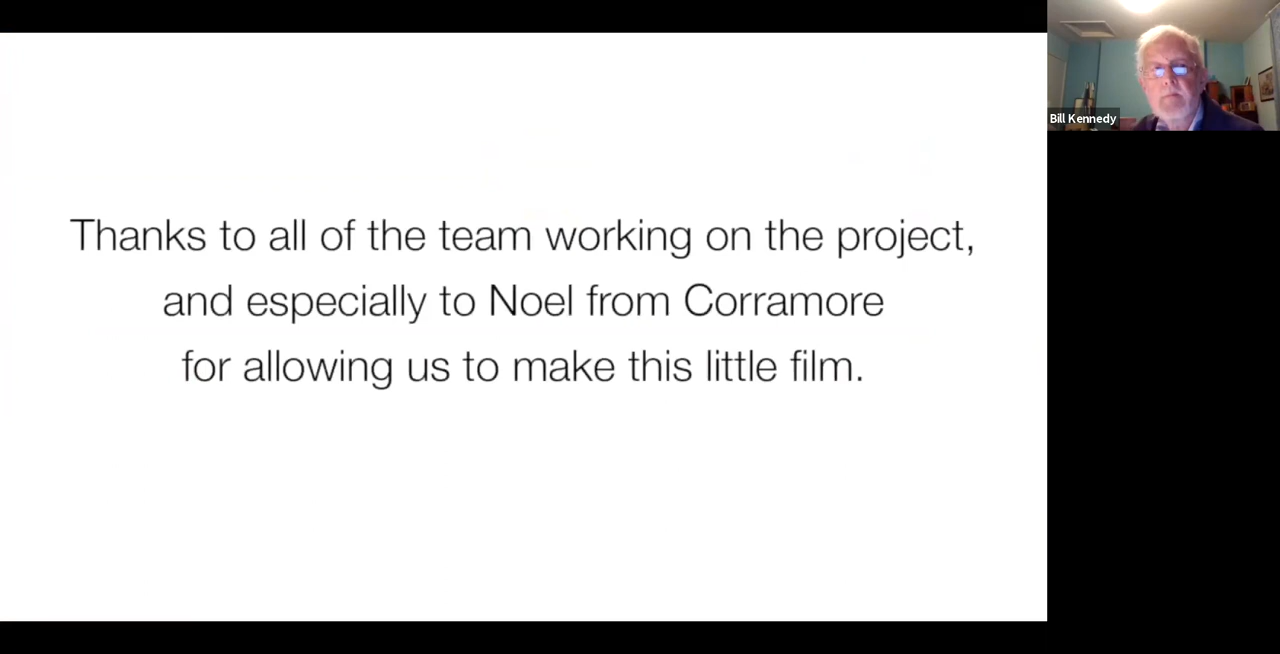 Thanks to all of the team working on the project,
and especially to Noel from Corramore
for allowing us to make this little film.
Bill Kennedy